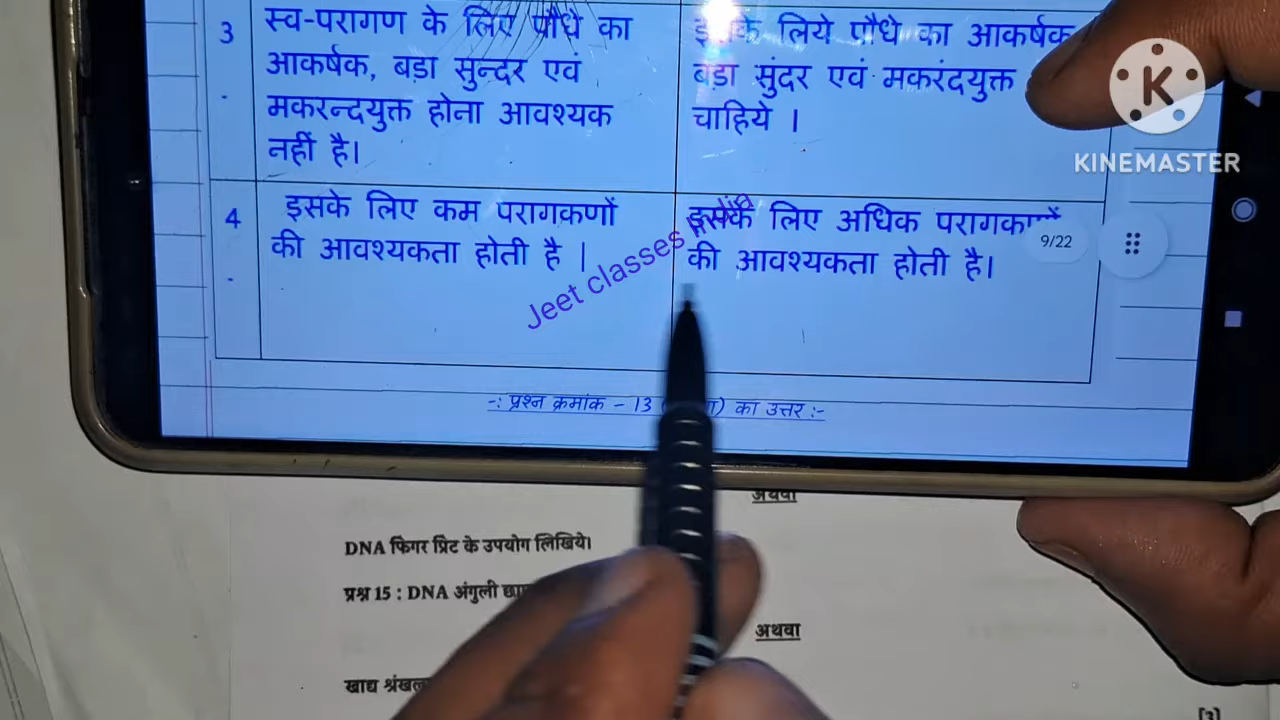 3 स्व-परागण के लिए पौधे का
आकर्षक, बड़ा सुन्दर एवं
मकरन्दयुक्त होना आवश्यक
नहीं है।
इसके लिये पौधे का आकर्षक
बड़ा सुंदर एवं मकरंदयुक्त
चाहिये ।
4 इसके लिए कम परागकणों
की आवश्यकता होती है |
इसके लिए अधिक
की आवश्यकता होती है।
Jeet classes
9/22
K
KINEMASTER
-: प्रश्न क्रमांक - 13 का उत्तर :-
अथवा
DNA फिगर प्रिट के उपयोग लिखिये।
प्रश्न 15 : DNA अंगुली
अथवा
खाद्य
[3]